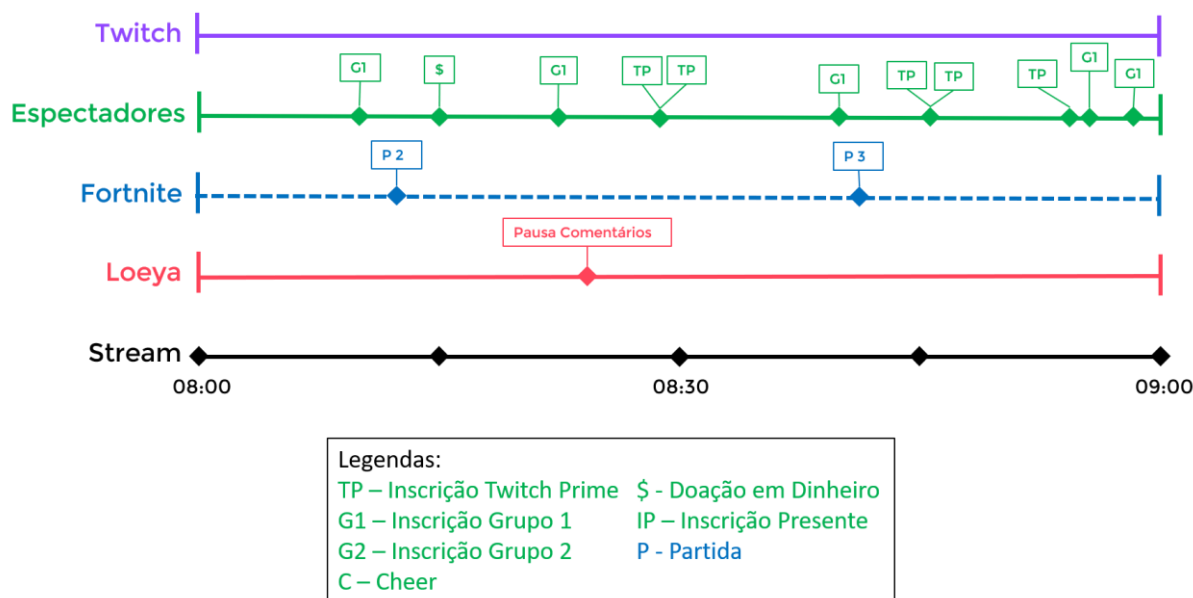 Twitch
G1
$
G1
TP
TP
G1
TP
TP
TP
G1
G1
Espectadores
P 2
P 3
Fortnite
Pausa Comentários
Loeya
Stream
08:00
08:30
09:00
Legendas:
TP – Inscrição Twitch Prime
$ - Doação em Dinheiro
G1 – Inscrição Grupo 1
IP – Inscrição Presente
G2 – Inscrição Grupo 2
P - Partida
C – Cheer